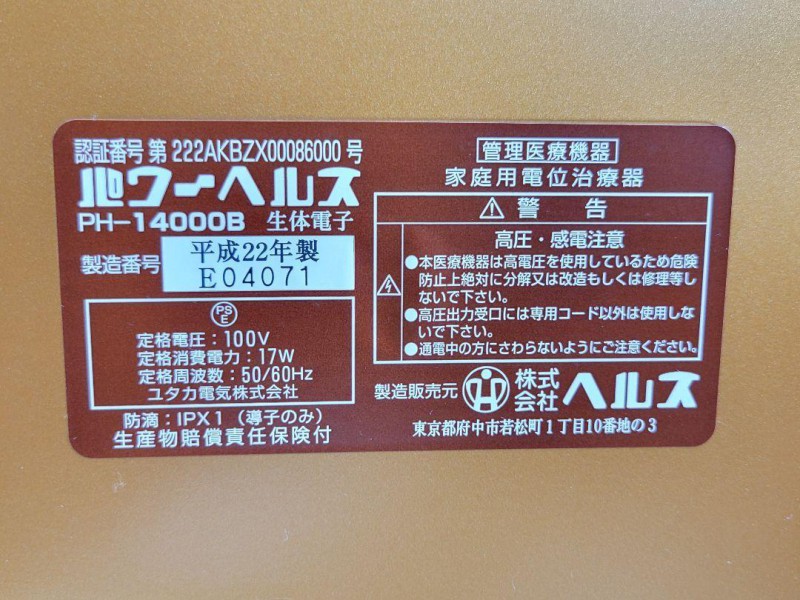 認証番号 第 222AKBZX00086000 号
パワーヘルス
PH-14000B 生体電子
製造番号
平成22年製
E04071
PS
E
定格電圧：100V
定格消費電力：17W
定格周波数：50/60Hz
ユタカ電気株式会社
防滴：IPX1（導子のみ）
生産物賠償責任保険付
管理医療機器
家庭用電位治療器
警 告
高圧・感電注意
●本医療機器は高電圧を使用しているため危険
防止上絶対に分解又は改造もしくは修理等し
ないで下さい。
●高圧出力受口には専用コード以外は使用しな
いで下さい。
●通電中の方にさわらないようにご注意ください。
製造販売元 株式会社 ヘルス
東京都府中市若松町1丁目10番地の3